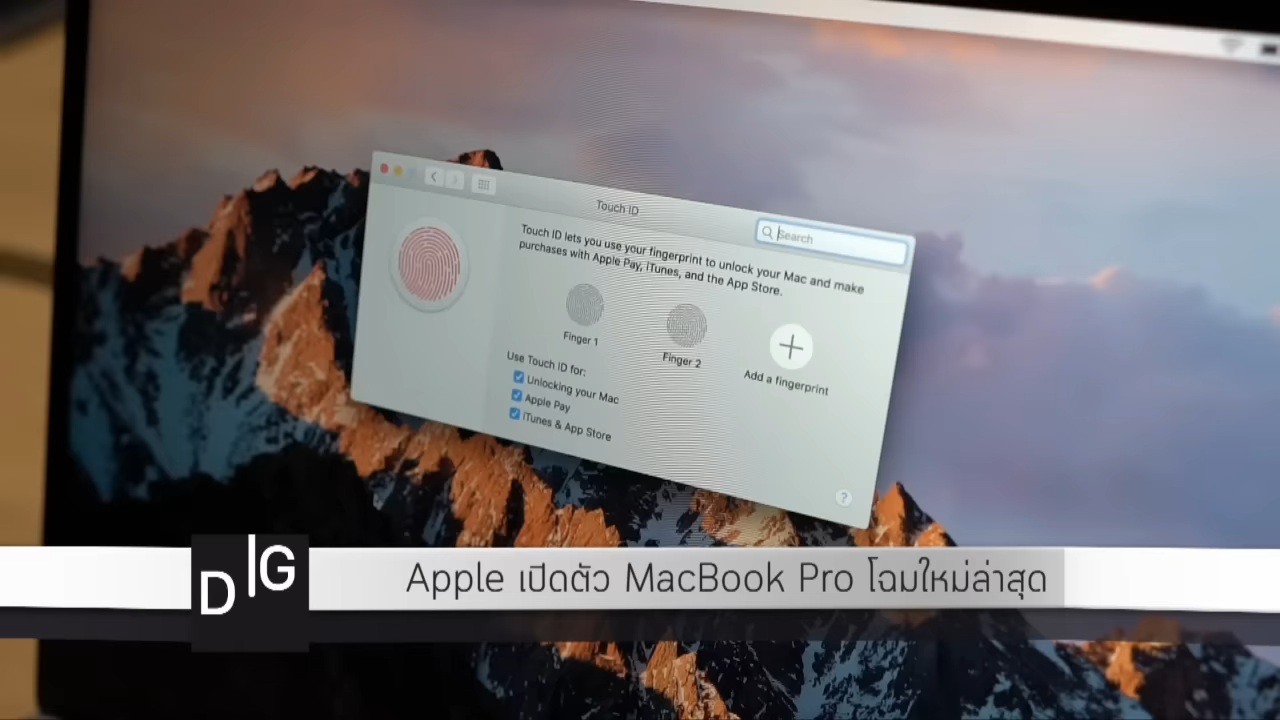 Touch ID
Search
Touch ID lets you use your fingerprint to unlock your Mac and make
purchases with Apple Pay, iTunes, and the App Store.
Finger 1
Finger 2
Add a fingerprint
Use Touch ID for:
Unlocking your Mac
Apple Pay
iTunes & App Store
?
DIG
Apple เปิดตัว MacBook Pro โฉมใหม่ล่าสุด